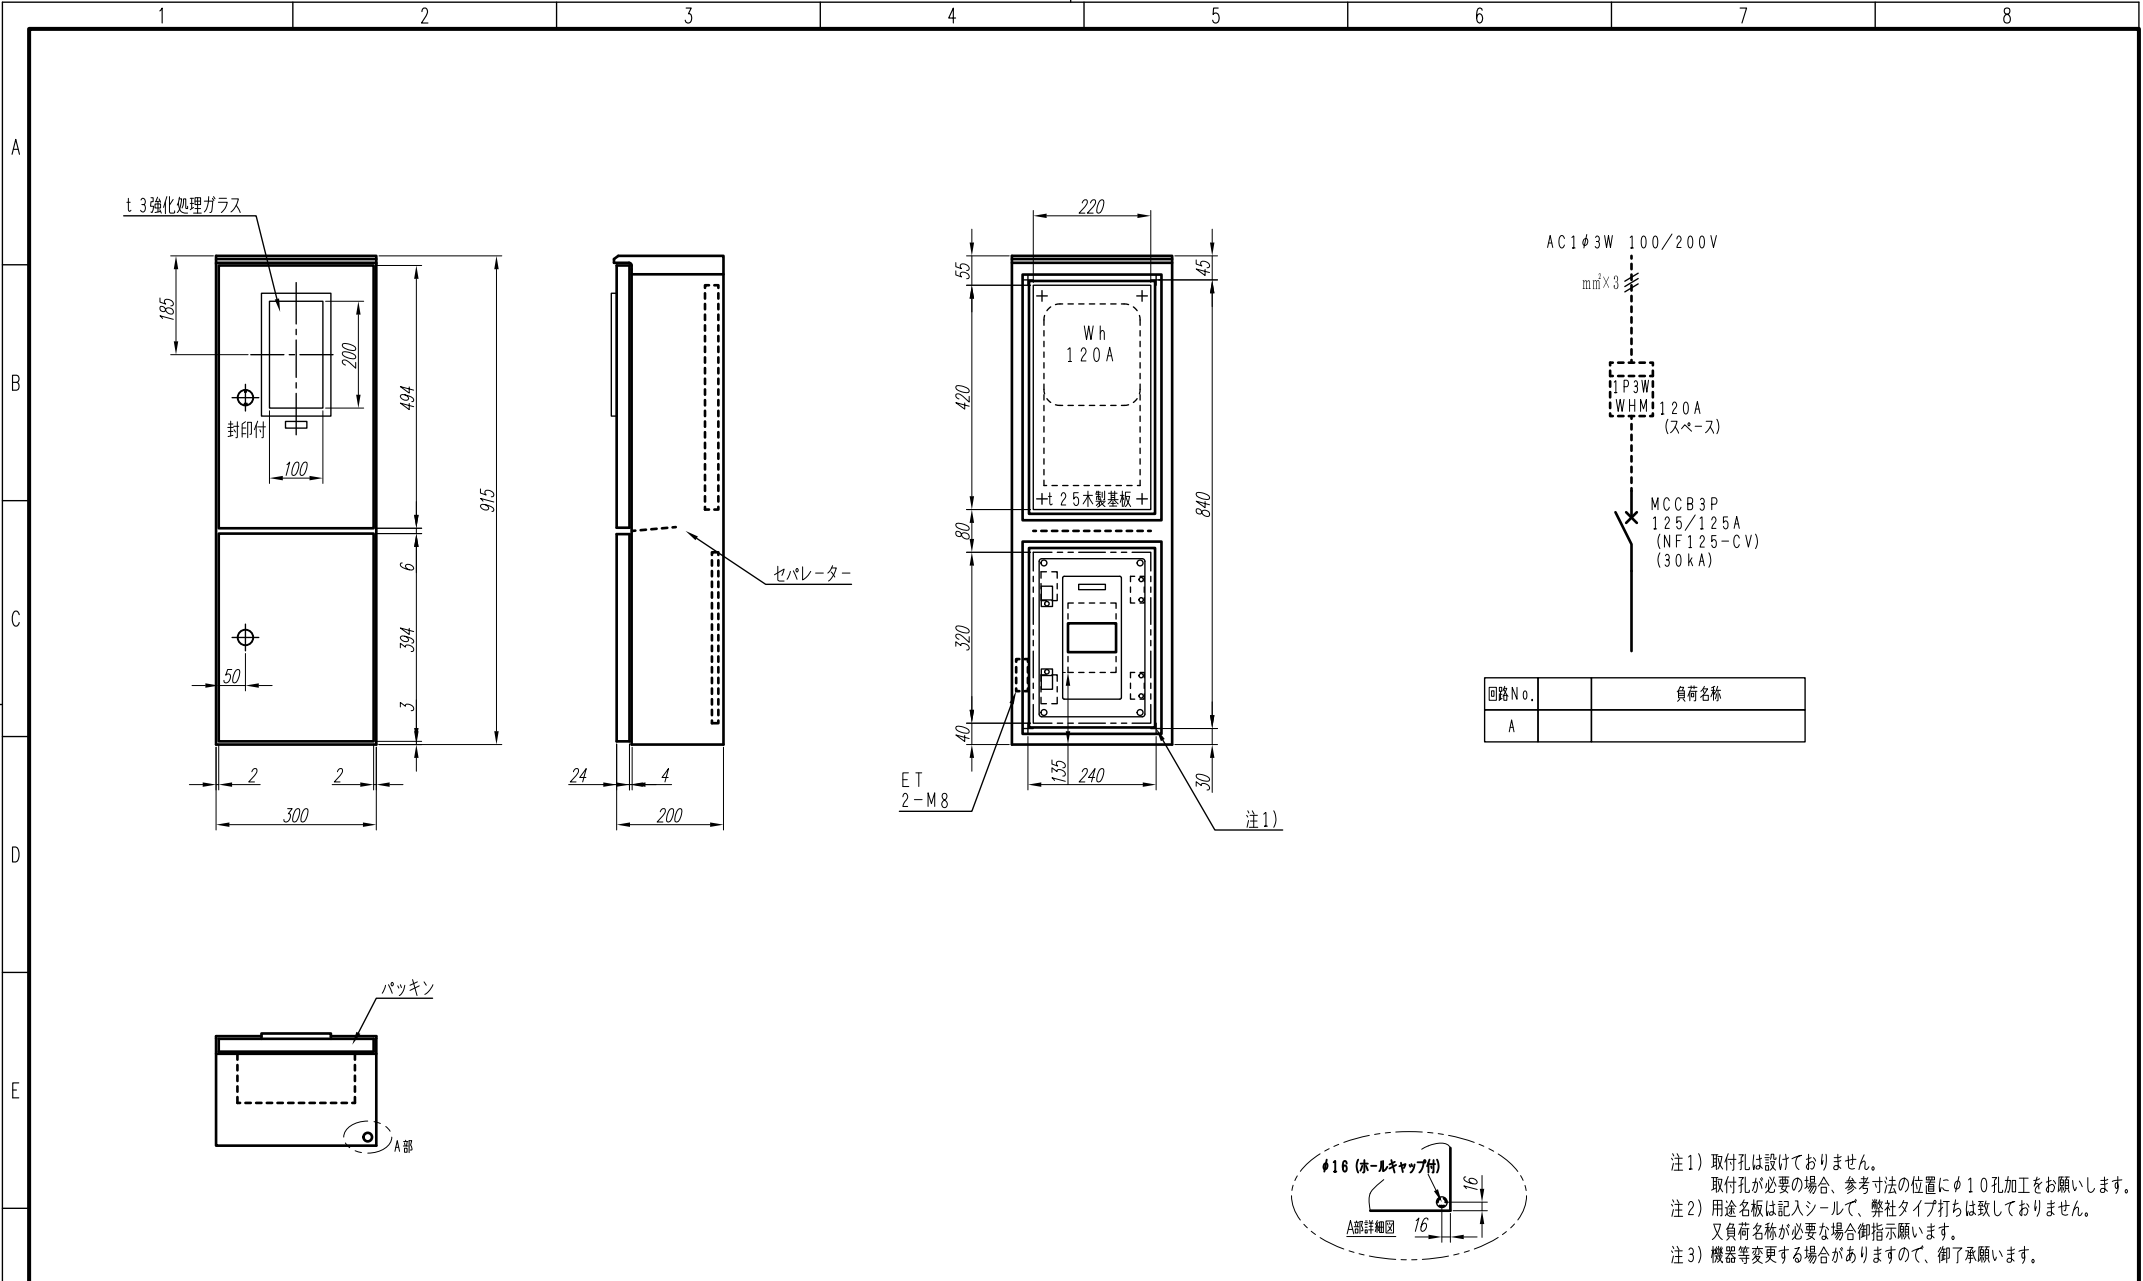 1 2 3 4 5 6 7 8
A
B
C
D
E
t 3強化処理ガラス
185
200
封印付
100
494
915
6
394
3
50
2
2
300
セパレーター
24
4
200
220
55
45
Wh
120A
420
t25木製基板
840
80
320
40
135
240
30
ET
2-M8
注1)
AC1φ3W 100/200V
mm²×3
1P3W
WHM
120A
(スペース)
MCCB3P
125/125A
(NF125-CV)
(30kA)
回路No. 負荷名称
A
パッキン
A部
φ16 (ホールキャップ付)
16
A部詳細図
16
注1) 取付孔は設けておりません。
取付孔が必要の場合、参考寸法の位置にφ10孔加工をお願いします。
注2) 用途名板は記入シールで、弊社タイプ打ちは致しておりません。
又負荷名称が必要な場合御指示願います。
注3) 機器等変更する場合がありますので、御了承願います。